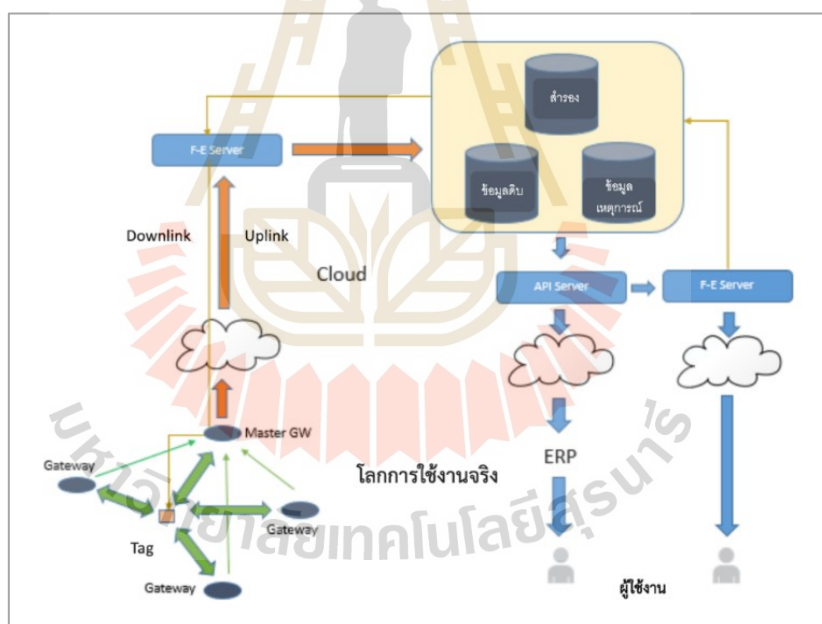 สำรอง
F-E Server
ข้อมูลดิบ
ข้อมูล
เหตุการณ์
Downlink
Uplink
Cloud
API Server
F-E Server
Master GW
Gateway
โลกการใช้งานจริง
ERP
Gateway
Tag
Gateway
ผู้ใช้งาน
มหาวิทยาลัยเทคโนโลยีสุรนารี